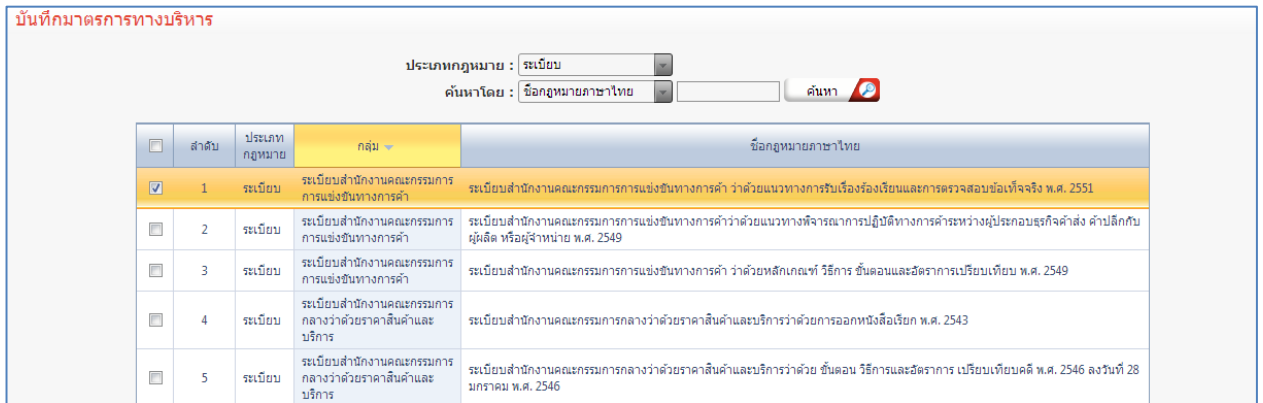 บันทึกมาตรการทางบริหาร
ประเภทกฎหมาย : ระเบียบ
ค้นหาโดย : ชื่อกฎหมายภาษาไทย ค้นหา
ลำดับ ประเภท กฎหมาย กลุ่ม ชื่อกฎหมายภาษาไทย
1 ระเบียบ ระเบียบสำนักงานคณะกรรมการ
การแข่งขันทางการค้า
ระเบียบสำนักงานคณะกรรมการการแข่งขันทางการค้า ว่าด้วยแนวทางการรับเรื่องร้องเรียนและการตรวจสอบข้อเท็จจริง พ.ศ. 2551
2 ระเบียบ ระเบียบสำนักงานคณะกรรมการ
การแข่งขันทางการค้า
ระเบียบสำนักงานคณะกรรมการการแข่งขันทางการค้าว่าด้วยแนวทางพิจารณาการปฏิบัติทางการค้าระหว่างผู้ประกอบธุรกิจค้าส่ง ค้าปลีกกับ
ผู้ผลิต หรือผู้จำหน่าย พ.ศ. 2549
3 ระเบียบ ระเบียบสำนักงานคณะกรรมการ
การแข่งขันทางการค้า
ระเบียบสำนักงานคณะกรรมการการแข่งขันทางการค้า ว่าด้วยหลักเกณฑ์ วิธีการ ขั้นตอนและอัตราการเปรียบเทียบ พ.ศ. 2549
4 ระเบียบ ระเบียบสำนักงานคณะกรรมการ
กลางว่าด้วยราคาสินค้าและ
บริการ
ระเบียบสำนักงานคณะกรรมการกลางว่าด้วยราคาสินค้าและบริการว่าด้วยการออกหนังสือเรียก พ.ศ. 2543
5 ระเบียบ ระเบียบสำนักงานคณะกรรมการ
กลางว่าด้วยราคาสินค้าและ
บริการ
ระเบียบสำนักงานคณะกรรมการกลางว่าด้วยราคาสินค้าและบริการว่าด้วย ขั้นตอน วิธีการและอัตราการ เปรียบเทียบคดี พ.ศ. 2546 ลงวันที่ 28
มกราคม พ.ศ. 2546